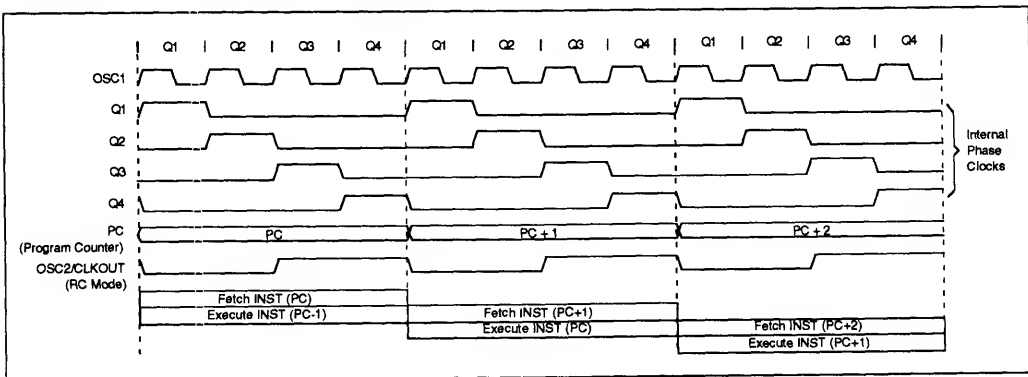 Q1 | Q2 | Q3 | Q4 | Q1 | Q2 | Q3 | Q4 | Q1 | Q2 | Q3 | Q4
OSC1
Q1
Q2
Q3
Q4
Internal
Phase
Clocks
PC
(Program Counter)
PC
PC + 1
PC + 2
OSC2/CLKOUT
(RC Mode)
Fetch INST (PC)
Execute INST (PC-1)
Fetch INST (PC+1)
Execute INST (PC)
Fetch INST (PC+2)
Execute INST (PC+1)